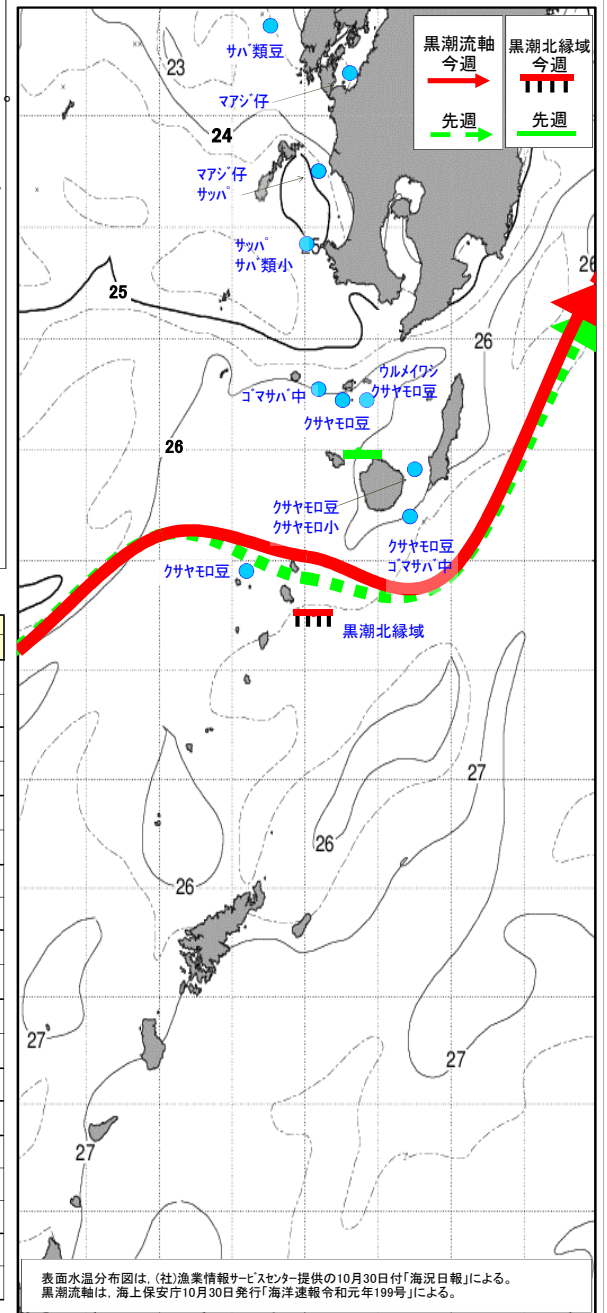 黒潮流軸
今週
先週
黒潮北縁域
今週
先週
サバ類豆
23
マアジ仔
24
マアジ仔
サッパ
サッパ
サバ類小
25
25
26
26
ウルメイワシ
クサヤモロ豆
ゴマサバ中
クサヤモロ豆
26
クサヤモロ豆
クサヤモロ小
クサヤモロ豆
ゴマサバ中
クサヤモロ豆
黒潮北縁域
27
26
26
27
27
27
表面水温分布図は，(社)漁業情報サービスセンター提供の10月30日付「海況日報」による。
黒潮流軸は，海上保安庁10月30日発行「海洋速報令和元年199号」による。